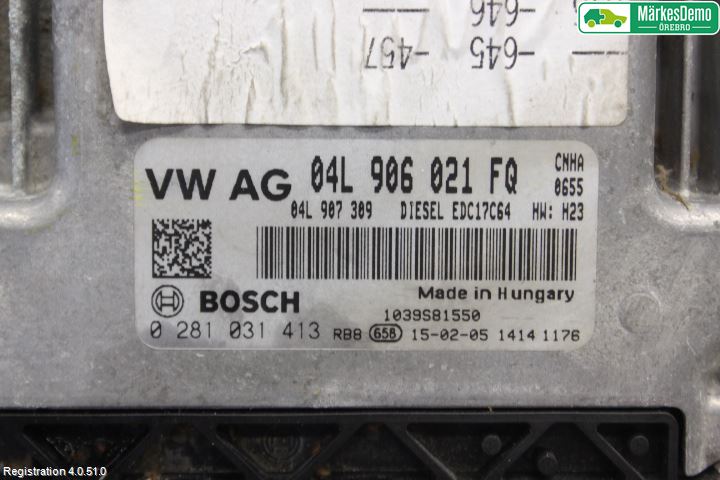 MärkesDemo
ÖREBRO
-646
-645
-457
VW AG 04L 906 021 FQ CNHA
0655
04L 907 309 DIESEL EDC17C64 HW: H23
Made in Hungary
BOSCH 1039S81550
0 281 031 413 RB8 65B 15-02-05 1414 1176
Registration 4.0.51.0